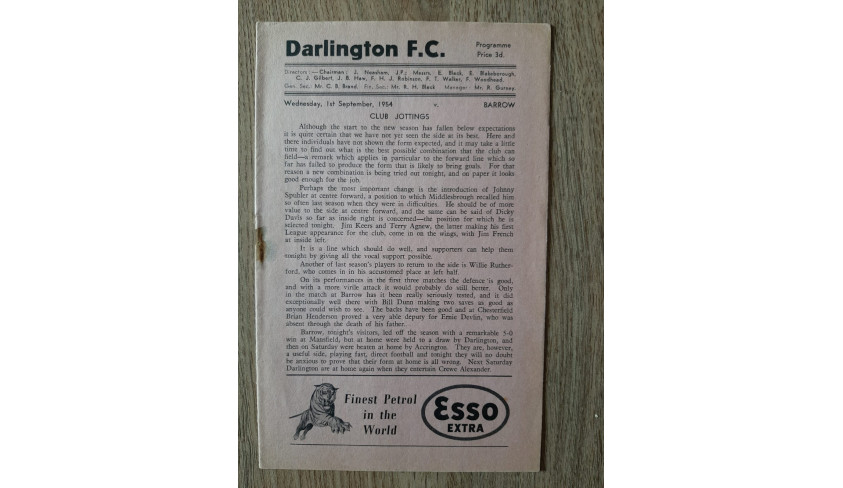 Darlington F.C.
Programme
Price 3d.
Directors:—Chairman: J. Neasham, J.P.; Messrs. E. Black, S. Blakeborough,
C. J. Gilbert, J. B. Haw, F. H. J. Robinson, F. T. Walker, F. Woodhead.
Gen. Sec.: Mr. C. B. Brand Fin. Sec.: Mr. R. H. Black Manager: Mr. R. Gurney
Wednesday, 1st September, 1954 v. BARROW
CLUB JOTTINGS
Although the start to the new season has fallen below expectations
it is quite certain that we have not yet seen the side at its best. Here and
there individuals have not shown the form expected, and it may take a little
time to find out what is the best possible combination that the club can
field—a remark which applies in particular to the forward line which so
far has failed to produce the form that is likely to bring goals. For that
reason a new combination is being tried out tonight, and on paper it looks
good enough for the job.
Perhaps the most important change is the introduction of Johnny
Spuhler at centre forward, a position to which Middlesbrough recalled him
so often last season when they were in difficulties. He should be of more
value to the side at centre forward, and the same can be said of Dicky
Davis so far as inside right is concerned—the position for which he is
selected tonight. Jim Keers and Terry Agnew, the latter making his first
League appearance for the club, come in on the wings, with Jim French
at inside left.
It is a line which should do well, and supporters can help them
tonight by giving all the vocal support possible.
Another of last season's players to return to the side is Willie Ruther-
ford, who comes in in his accustomed place at left half.
On its performances in the first three matches the defence is good,
and with a more virile attack it would probably do still better. Only
in the match at Barrow has it been really seriously tested, and it did
exceptionally well there with Bill Dunn making two saves as good as
anyone could wish to see. The backs have been good and at Chesterfield
Brian Henderson proved a very able deputy for Ernie Devlin, who was
absent through the death of his father.
Barrow, tonight's visitors, led off the season with a remarkable 5-0
win at Mansfield, but at home were held to a draw by Darlington, and
then on Saturday were beaten at home by Accrington. They are, however,
a useful side, playing fast, direct football and tonight they will no doubt
be anxious to prove that their form at home is all wrong. Next Saturday
Darlington are at home again when they entertain Crewe Alexander.
Finest Petrol
in the
World
Esso
EXTRA